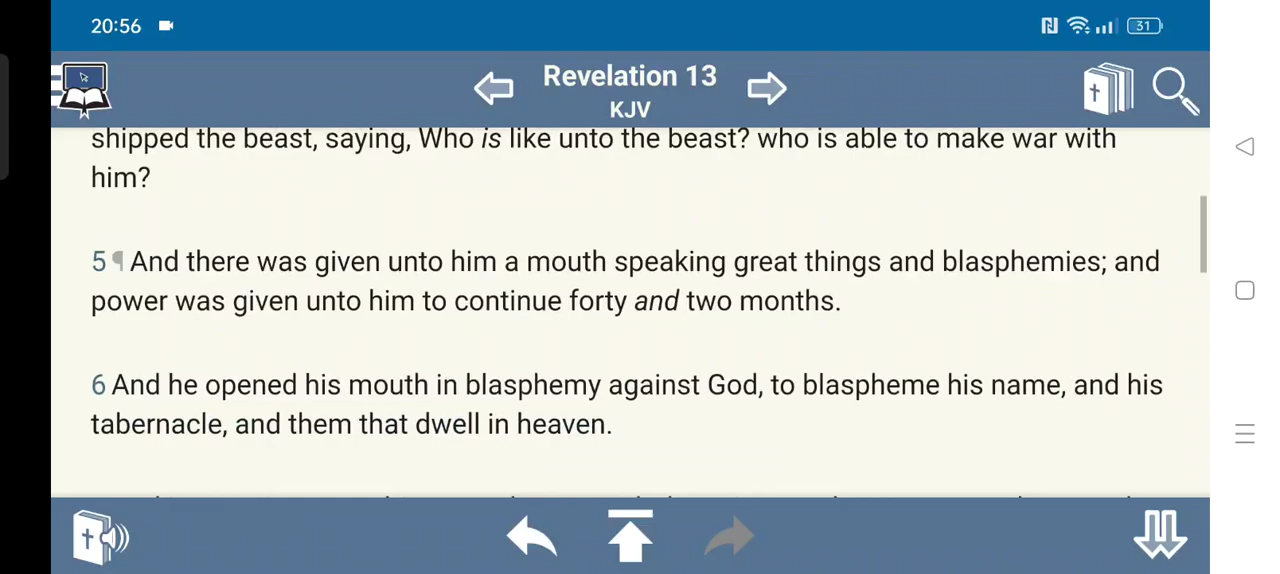 20:56
31
Revelation 13
KJV
shipped the beast, saying, Who is like unto the beast? who is able to make war with
him?
5 ¶ And there was given unto him a mouth speaking great things and blasphemies; and
power was given unto him to continue forty and two months.
6 And he opened his mouth in blasphemy against God, to blaspheme his name, and his
tabernacle, and them that dwell in heaven.